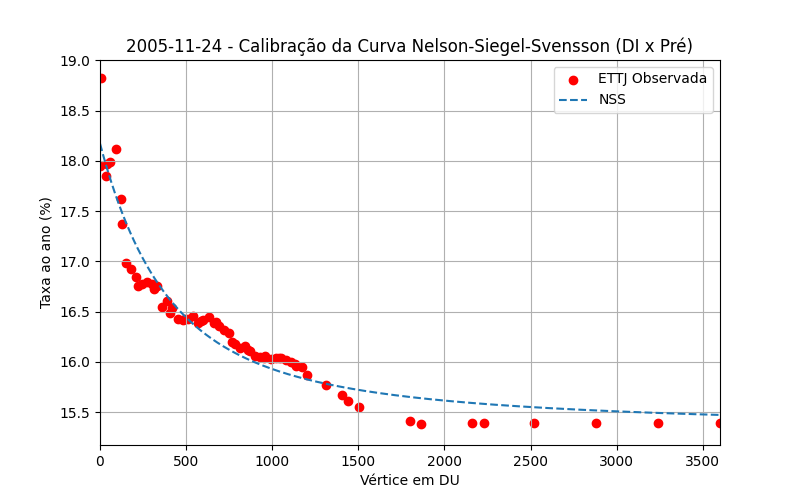 2005-11-24 - Calibração da Curva Nelson-Siegel-Svensson (DI x Pré)
ETTJ Observada
NSS
Taxa ao ano (%)
19.0
18.5
18.0
17.5
17.0
16.5
16.0
15.5
0 500 1000 1500 2000 2500 3000 3500
Vértice em DU